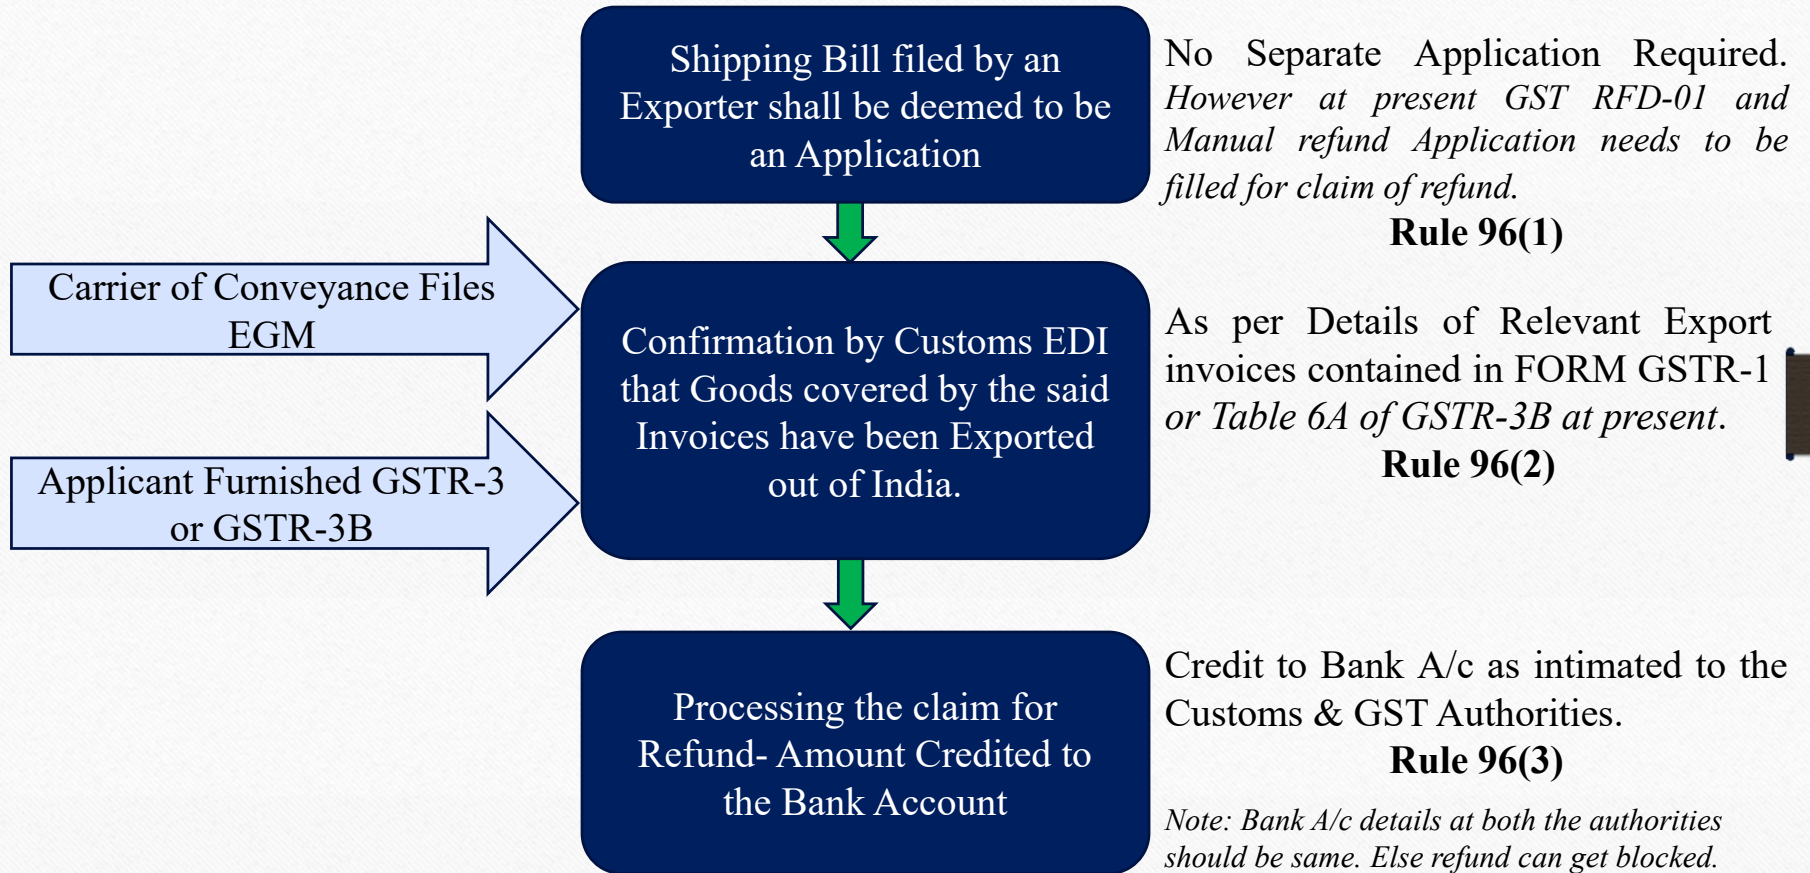 Shipping Bill filed by an
Exporter shall be deemed to be
an Application
No Separate Application Required.
However at present GST RFD-01 and
Manual refund Application needs to be
filled for claim of refund.
Rule 96(1)
Carrier of Conveyance Files
EGM
Applicant Furnished GSTR-3
or GSTR-3B
Confirmation by Customs EDI
that Goods covered by the said
Invoices have been Exported
out of India.
As per Details of Relevant Export
invoices contained in FORM GSTR-1
or Table 6A of GSTR-3B at present.
Rule 96(2)
Processing the claim for
Refund- Amount Credited to
the Bank Account
Credit to Bank A/c as intimated to the
Customs & GST Authorities.
Rule 96(3)
Note: Bank A/c details at both the authorities
should be same. Else refund can get blocked.